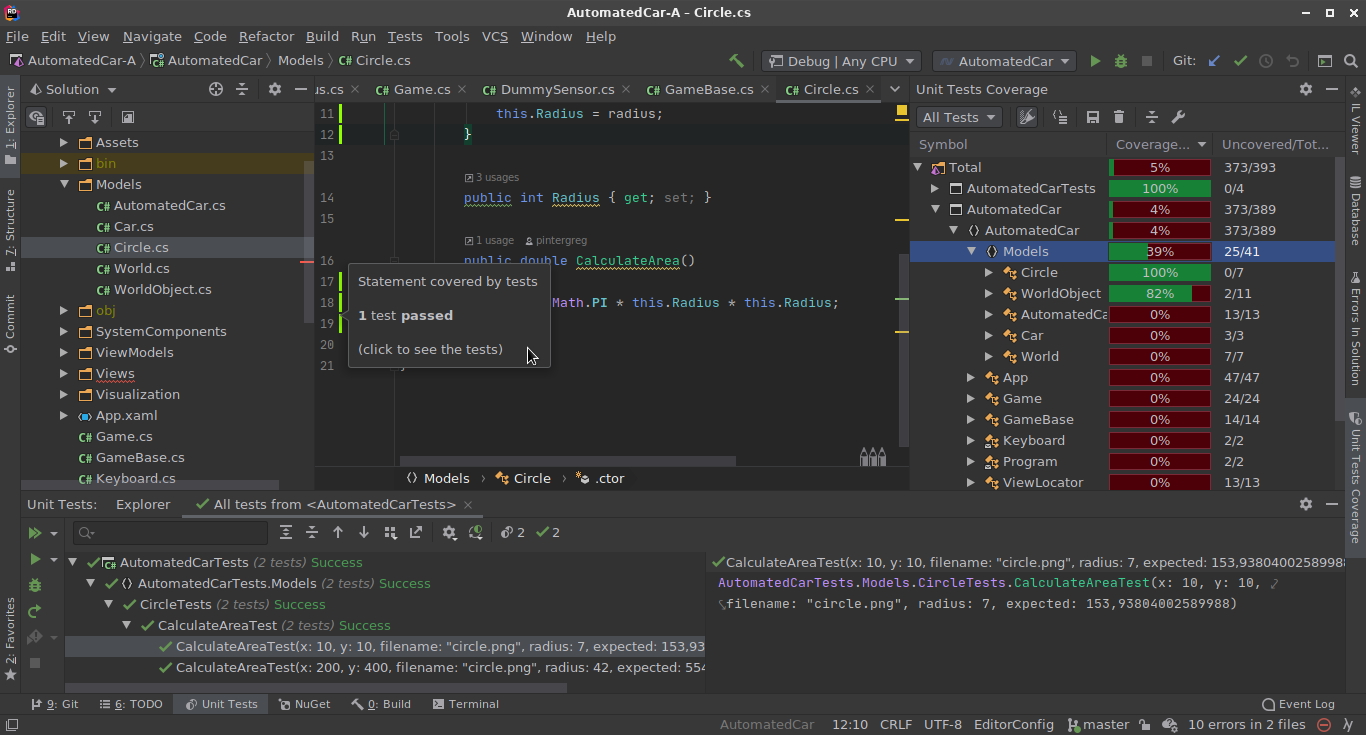 AutomatedCar-A – Circle.cs
File Edit View Navigate Code Refactor Build Run Tests Tools VCS Window Help
AutomatedCar-A AutomatedCar Models C# Circle.cs
Debug | Any CPU
AutomatedCar
Git:
1: Explorer
7: Structure
Commit
2: Favorites
Solution
Assets
bin
Models
C# AutomatedCar.cs
C# Car.cs
C# Circle.cs
C# World.cs
C# WorldObject.cs
obj
SystemComponents
ViewModels
Views
Visualization
App.xaml
C# Game.cs
C# GameBase.cs
C# Keyboard.cs
us.cs C# Game.cs C# DummySensor.cs C# GameBase.cs C# Circle.cs
11 this.Radius = radius;
12 }
13
3 usages
14 public int Radius { get; set; }
15
1 usage pintergreg
16 public double CalculateArea()
17
18 Math.PI * this.Radius * this.Radius;
19
20
21
Statement covered by tests
1 test passed
(click to see the tests)
Models Circle .ctor
Unit Tests Coverage
All Tests
Symbol Coverage... Uncovered/Tot...
Total 5% 373/393
AutomatedCarTests 100% 0/4
AutomatedCar 4% 373/389
AutomatedCar 4% 373/389
Models 39% 25/41
Circle 100% 0/7
WorldObject 82% 2/11
AutomatedCa 0% 13/13
Car 0% 3/3
World 0% 7/7
App 0% 47/47
Game 0% 24/24
GameBase 0% 14/14
Keyboard 0% 2/2
Program 0% 2/2
ViewLocator 0% 13/13
IL Viewer
Database
Errors In Solution
Unit Tests Coverage
Unit Tests: Explorer All tests from <AutomatedCarTests>
2 2
AutomatedCarTests (2 tests) Success
AutomatedCarTests.Models (2 tests) Success
CircleTests (2 tests) Success
CalculateAreaTest (2 tests) Success
CalculateAreaTest(x: 10, y: 10, filename: "circle.png", radius: 7, expected: 153,93
CalculateAreaTest(x: 200, y: 400, filename: "circle.png", radius: 42, expected: 554
CalculateAreaTest(x: 10, y: 10, filename: "circle.png", radius: 7, expected: 153,93804002589988
AutomatedCarTests.Models.CircleTests.CalculateAreaTest(x: 10, y: 10,
filename: "circle.png", radius: 7, expected: 153,93804002589988)
9: Git 6: TODO Unit Tests NuGet 0: Build Terminal Event Log
AutomatedCar 12:10 CRLF UTF-8 EditorConfig master 10 errors in 2 files